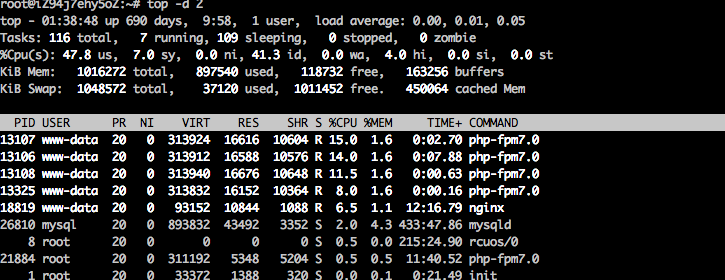 root@iZ94j7ehy5oZ:~# top -d 2
top - 01:38:48 up 690 days, 9:58, 1 user, load average: 0.00, 0.01, 0.05
Tasks: 116 total, 7 running, 109 sleeping, 0 stopped, 0 zombie
%Cpu(s): 47.8 us, 7.0 sy, 0.0 ni, 41.3 id, 0.0 wa, 4.0 hi, 0.0 si, 0.0 st
KiB Mem: 1016272 total, 897540 used, 118732 free, 163256 buffers
KiB Swap: 1048572 total, 37120 used, 1011452 free. 450064 cached Mem
PID USER PR NI VIRT RES SHR S %CPU %MEM TIME+ COMMAND
13107 www-data 20 0 313924 16616 10604 R 15.0 1.6 0:02.70 php-fpm7.0
13106 www-data 20 0 313912 16588 10576 R 14.0 1.6 0:07.88 php-fpm7.0
13108 www-data 20 0 313940 16676 10648 R 11.5 1.6 0:00.63 php-fpm7.0
13325 www-data 20 0 313832 16152 10364 R 8.0 1.6 0:00.16 php-fpm7.0
18819 www-data 20 0 93152 10844 1088 R 6.5 1.1 12:16.79 nginx
26810 mysql 20 0 893832 43492 3352 S 2.0 4.3 433:47.86 mysqld
8 root 20 0 0 0 0 S 0.5 0.0 215:24.90 rcuos/0
21884 root 20 0 311192 5348 5204 S 0.5 0.5 11:40.52 php-fpm7.0
1 root 20 0 33372 1388 320 S 0.0 0.1 0:21.49 init